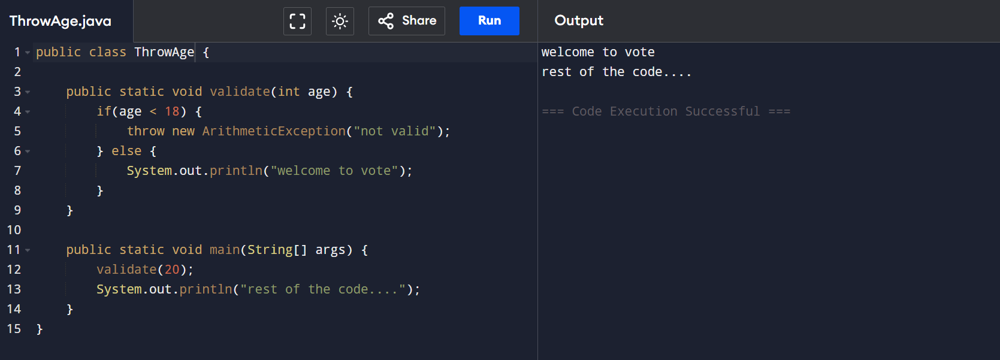 ThrowAge.java
Share
Run
Output
1 public class ThrowAge {
2
3     public static void validate(int age) {
4         if(age < 18) {
5             throw new ArithmeticException("not valid");
6         } else {
7             System.out.println("welcome to vote");
8         }
9     }
10
11     public static void main(String[] args) {
12         validate(20);
13         System.out.println("rest of the code....");
14     }
15 }
welcome to vote
rest of the code....
=== Code Execution Successful ===